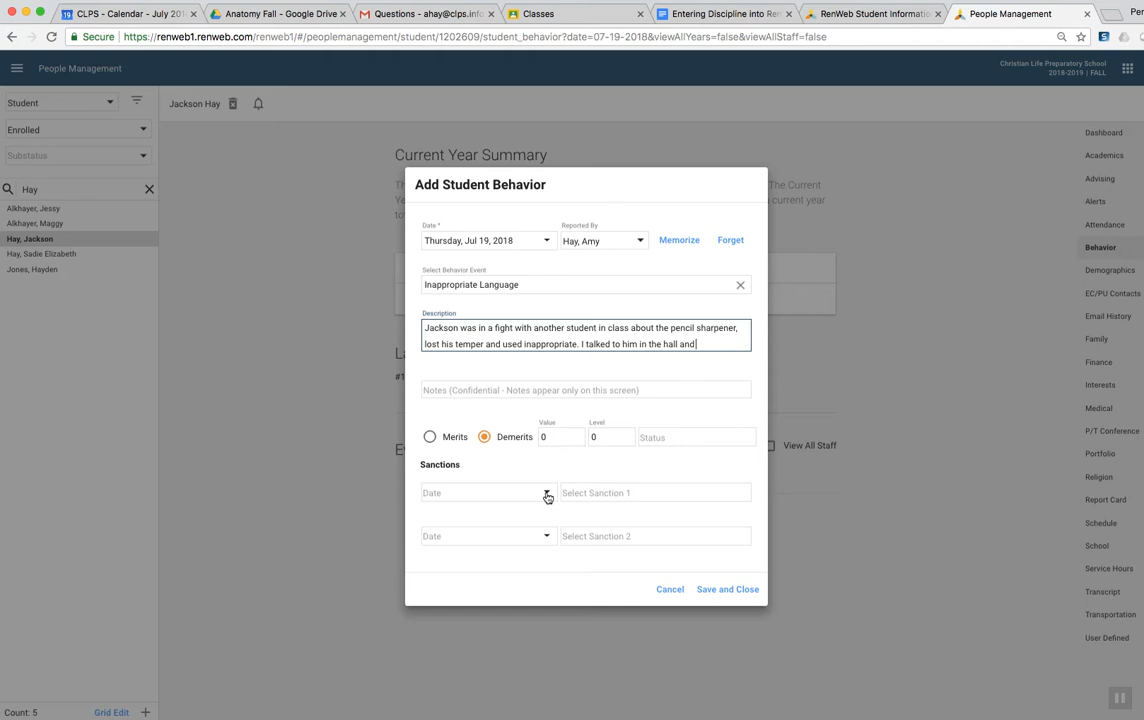 CLPS - Calendar - July 201
Anatomy Fall - Google Drive
Questions - ahay@clps.info
Classes
Entering Discipline into Ren
RenWeb Student Informatio
People Management
Per
Secure
https://renweb1.renweb.com/renweb1/#/peoplemanagement/student/1202609/student_behavior?date=07-19-2018&viewAllYears=false&viewAllStaff=false
People Management
Christian Life Preparatory School
2018-2019 | FALL
Student
Enrolled
Substatus
Hay
Alkhayer, Jessy
Alkhayer, Maggy
Hay, Jackson
Hay, Sadie Elizabeth
Jones, Hayden
Count: 5
Grid Edit
Jackson Hay
Current Year Summary
The Current
current year
Add Student Behavior
Date *
Reported By
Thursday, Jul 19, 2018
Hay, Amy
Memorize
Forget
Select Behavior Event
Inappropriate Language
Description
Jackson was in a fight with another student in class about the pencil sharpener,
lost his temper and used inappropriate. I talked to him in the hall and
Notes (Confidential - Notes appear only on this screen)
Merits
Demerits
Value
0
Level
0
Status
Sanctions
Date
Select Sanction 1
Date
Select Sanction 2
Cancel
Save and Close
View All Staff
Dashboard
Academics
Advising
Alerts
Attendance
Behavior
Demographics
EC/PU Contacts
Email History
Family
Finance
Interests
Medical
P/T Conference
Portfolio
Religion
Report Card
Schedule
School
Service Hours
Transcript
Transportation
User Defined